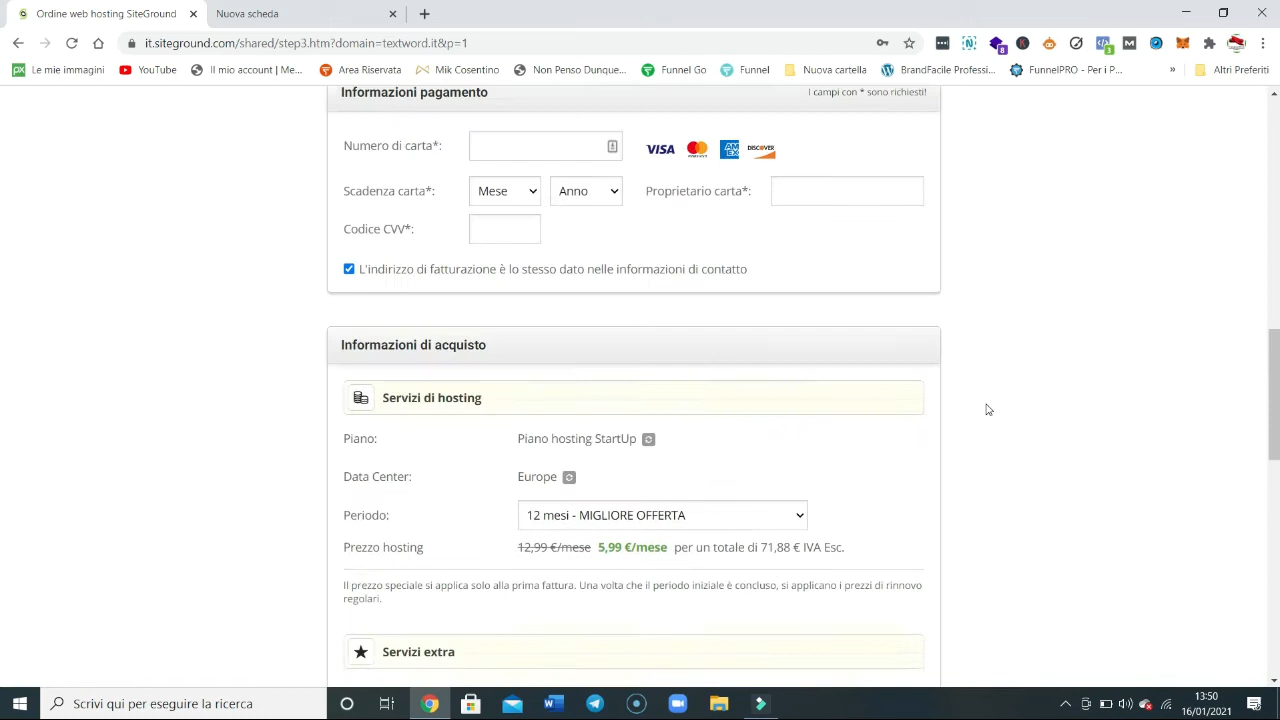 Ordine web hosting SiteGround
Nuova scheda
it.siteground.com/shared/step3.htm?domain=textword.it&p=1
8
3
Le mie immagini
YouTube
Il mio account | Me...
Area Riservata
MikCosentino
Non Penso Dunque...
Funnel Go
Funnel
Nuova cartella
BrandFacile Professi...
FunnelPRO - Per i P...
»
Altri Preferiti
Informazioni pagamento
I campi con * sono richiesti!
Numero di carta*:
VISA
AM EX
DISCOVER
Scadenza carta*:
Mese
Anno
Proprietario carta*:
Codice CVV*:
L'indirizzo di fatturazione è lo stesso dato nelle informazioni di contatto
Informazioni di acquisto
Servizi di hosting
Piano:
Piano hosting StartUp
Data Center:
Europe
Periodo:
12 mesi - MIGLIORE OFFERTA
Prezzo hosting
12,99 €/mese 5,99 €/mese per un totale di 71,88 € IVA Esc.
Il prezzo speciale si applica solo alla prima fattura. Una volta che il periodo iniziale è concluso, si applicano i prezzi di rinnovo
regolari.
Servizi extra
Scrivi qui per eseguire la ricerca
13:50
16/01/2021